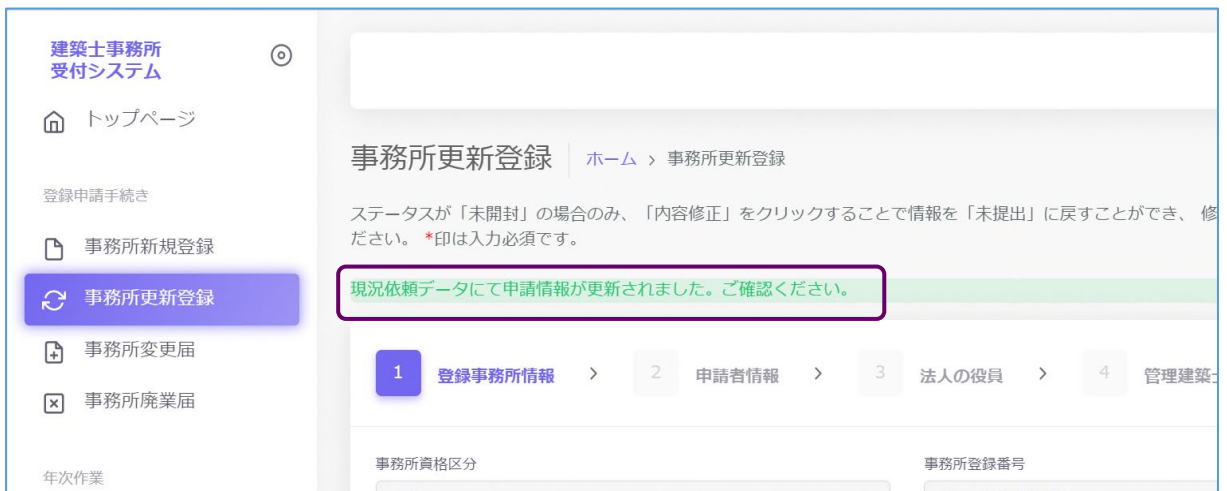 建築士事務所
受付システム
トップページ
登録申請手続き
事務所新規登録
事務所更新登録
事務所変更届
事務所廃業届
年次作業
事務所更新登録 ホーム › 事務所更新登録
ステータスが「未開封」の場合のみ、「内容修正」をクリックすることで情報を「未提出」に戻すことができ、 修
ださい。 *印は入力必須です。
現況依頼データにて申請情報が更新されました。ご確認ください。
1 登録事務所情報 › 2 申請者情報 › 3 法人の役員 › 4 管理建築士
事務所資格区分 事務所登録番号